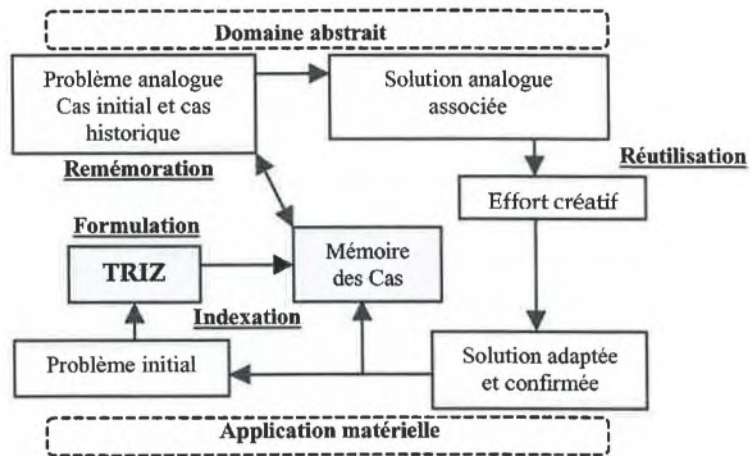 Domaine abstrait
Problème analogue
Cas initial et cas
historique
Solution analogue
associée
Remémoration
Réutilisation
Effort créatif
Formulation
TRIZ
Mémoire
des Cas
Indexation
Problème initial
Solution adaptée
et confirmée
Application matérielle